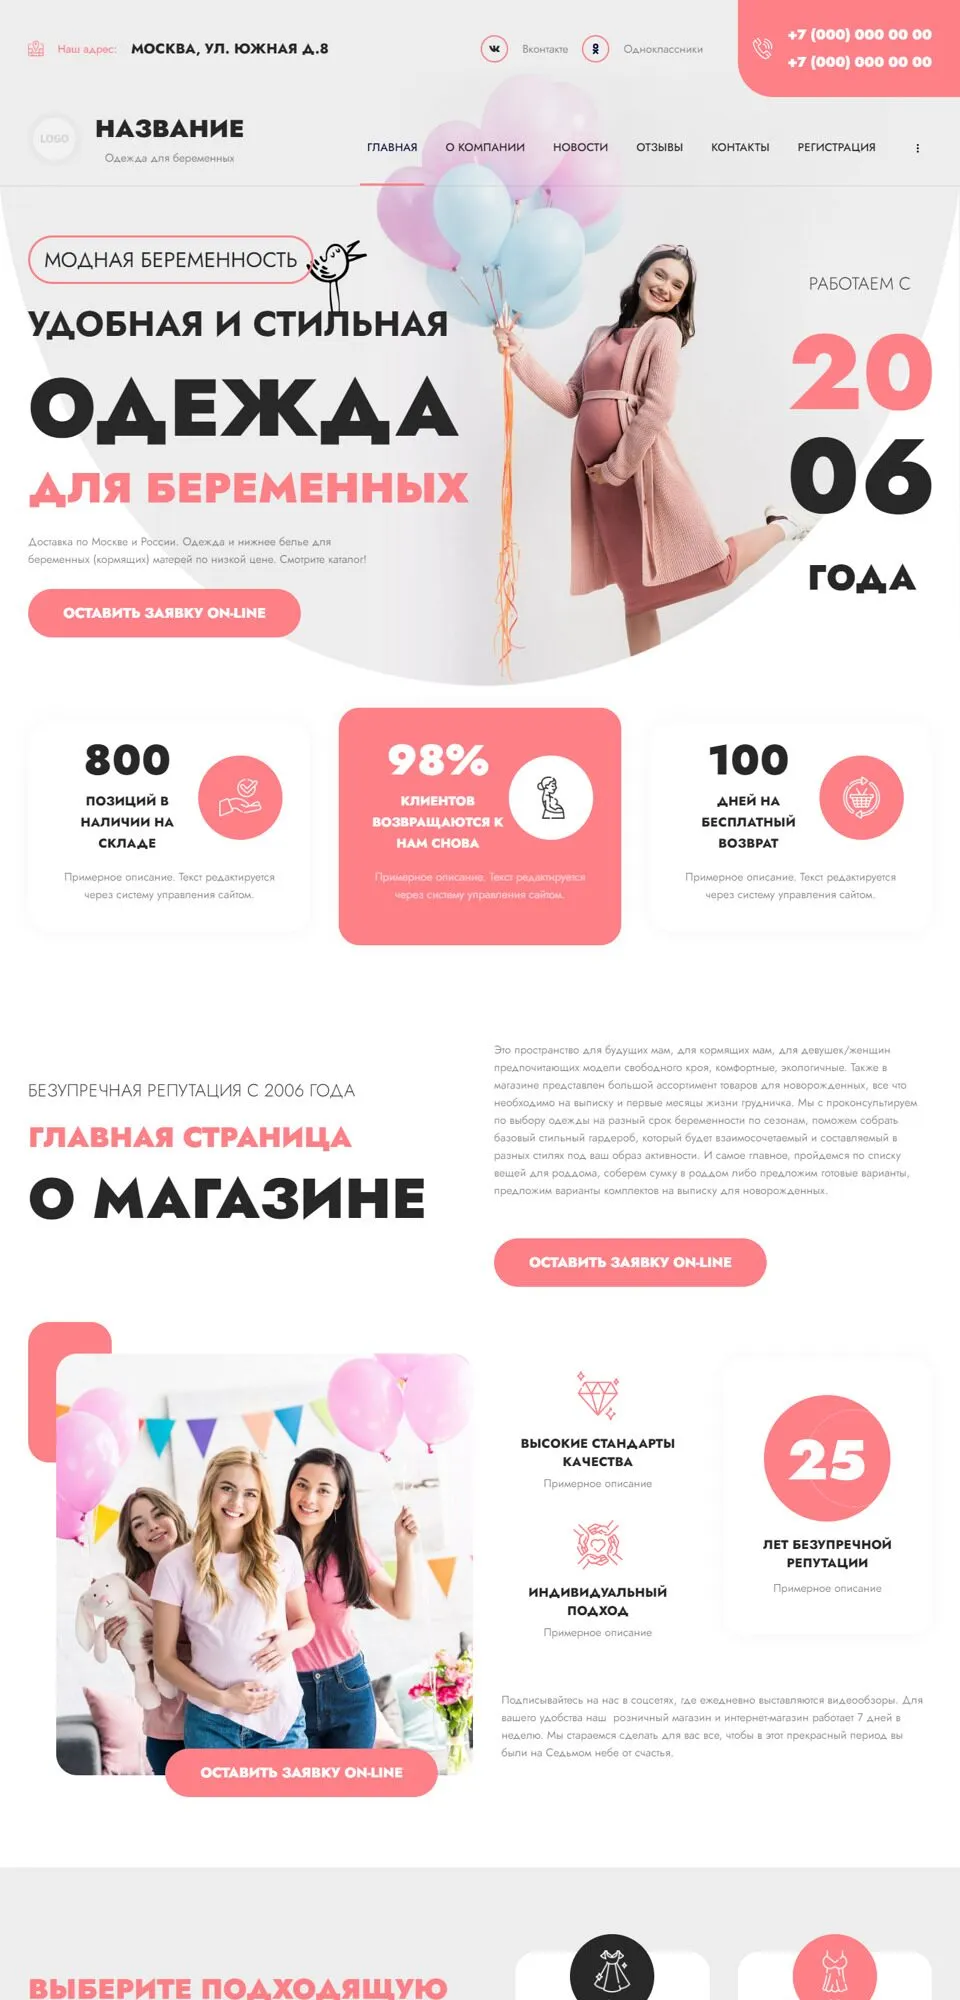 Наш адрес: МОСКВА, УЛ. ЮЖНАЯ Д.8
Вконтакте
Одноклассники
+7 (000) 000 00 00
+7 (000) 000 00 00
LOGO
НАЗВАНИЕ
Одежда для беременных
ГЛАВНАЯ О КОМПАНИИ НОВОСТИ ОТЗЫВЫ КОНТАКТЫ РЕГИСТРАЦИЯ
МОДНАЯ БЕРЕМЕННОСТЬ
УДОБНАЯ И СТИЛЬНАЯ
ОДЕЖДА
ДЛЯ БЕРЕМЕННЫХ
Доставка по Москве и России. Одежда и нижнее белье для
беременных (кормящих) матерей по низкой цене. Смотрите каталог!
ОСТАВИТЬ ЗАЯВКУ ON-LINE
РАБОТАЕМ С
20
06
ГОДА
800
ПОЗИЦИЙ В
НАЛИЧИИ НА
СКЛАДЕ
Примерное описание. Текст редактируется
через систему управления сайтом.
98%
КЛИЕНТОВ
ВОЗВРАЩАЮТСЯ К
НАМ СНОВА
Примерное описание. Текст редактируется
через систему управления сайтом.
100
ДНЕЙ НА
БЕСПЛАТНЫЙ
ВОЗВРАТ
Примерное описание. Текст редактируется
через систему управления сайтом.
БЕЗУПРЕЧНАЯ РЕПУТАЦИЯ С 2006 ГОДА
ГЛАВНАЯ СТРАНИЦА
О МАГАЗИНЕ
Это пространство для будущих мам, для кормящих мам, для девушек/женщин
предпочитающих модели свободного кроя, комфортные, экологичные. Также в
магазине представлен большой ассортимент товаров для новорожденных, все что
необходимо на выписку и первые месяцы жизни грудничка. Мы с проконсультируем
по выбору одежды на разный срок беременности по сезонам, поможем собрать
базовый стильный гардероб, который будет взаимосочетаемый и составляемый в
разных стилях под ваш образ активности. И самое главное, пройдемся по списку
вещей для роддома, соберем сумку в роддом либо предложим готовые варианты,
предложим варианты комплектов на выписку для новорожденных.
ОСТАВИТЬ ЗАЯВКУ ON-LINE
ВЫСОКИЕ СТАНДАРТЫ
КАЧЕСТВА
Примерное описание
ИНДИВИДУАЛЬНЫЙ
ПОДХОД
Примерное описание
25
ЛЕТ БЕЗУПРЕЧНОЙ
РЕПУТАЦИИ
Примерное описание
Подписывайтесь на нас в соцсетях, где ежедневно выставляются видеообзоры. Для
вашего удобства наш розничный магазин и интернет-магазин работает 7 дней в
неделю. Мы стараемся сделать для вас все, чтобы в этот прекрасный период вы
были на Седьмом небе от счастья.
ОСТАВИТЬ ЗАЯВКУ ON-LINE
ВЫБЕРИТЕ ПОДХОДЯЩУЮ